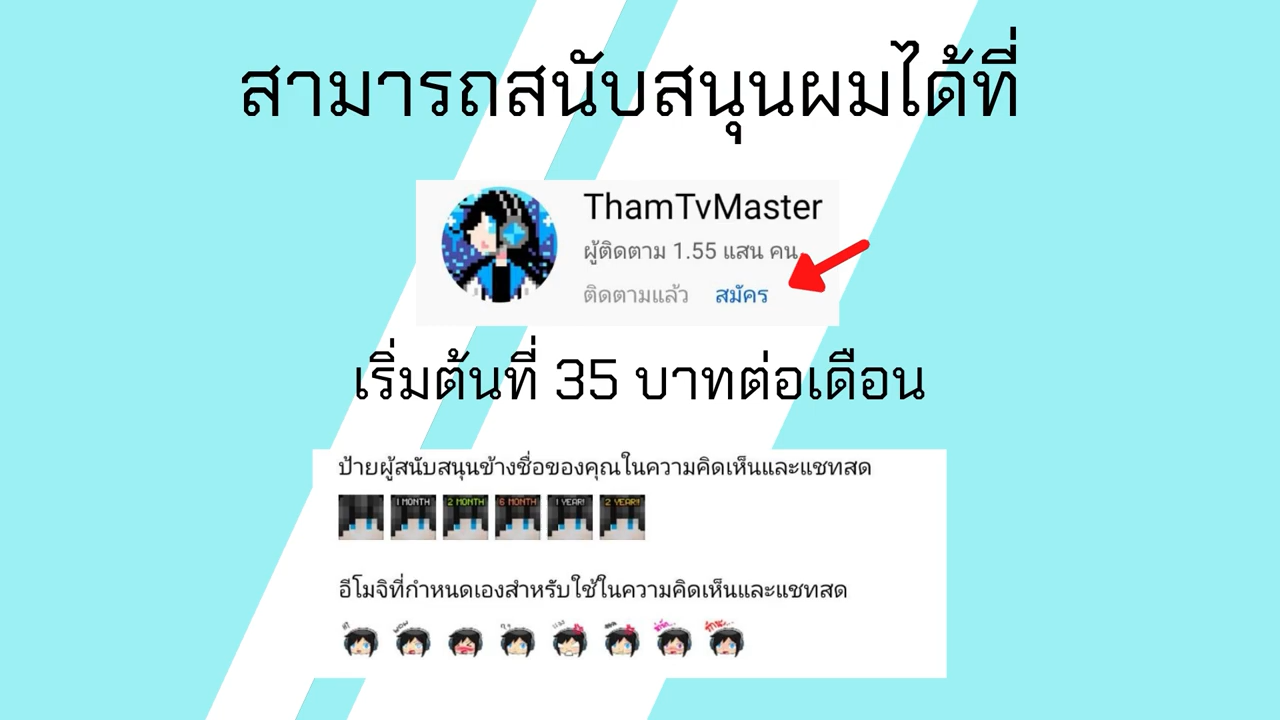 สามารถสนับสนุนผมได้ที่
ThamTvMaster
ผู้ติดตาม 1.55 แสน คน
ติดตามแล้ว สมัคร
เริ่มต้นที่ 35 บาทต่อเดือน
ป้ายผู้สนับสนุนข้างชื่อของคุณในความคิดเห็นและแชทสด
1 MONTH 2 MONTH 6 MONTH 1 YEAR! 2 YEAR!!
อีโมจิที่กำหนดเองสำหรับใช้ในความคิดเห็นและแชทสด